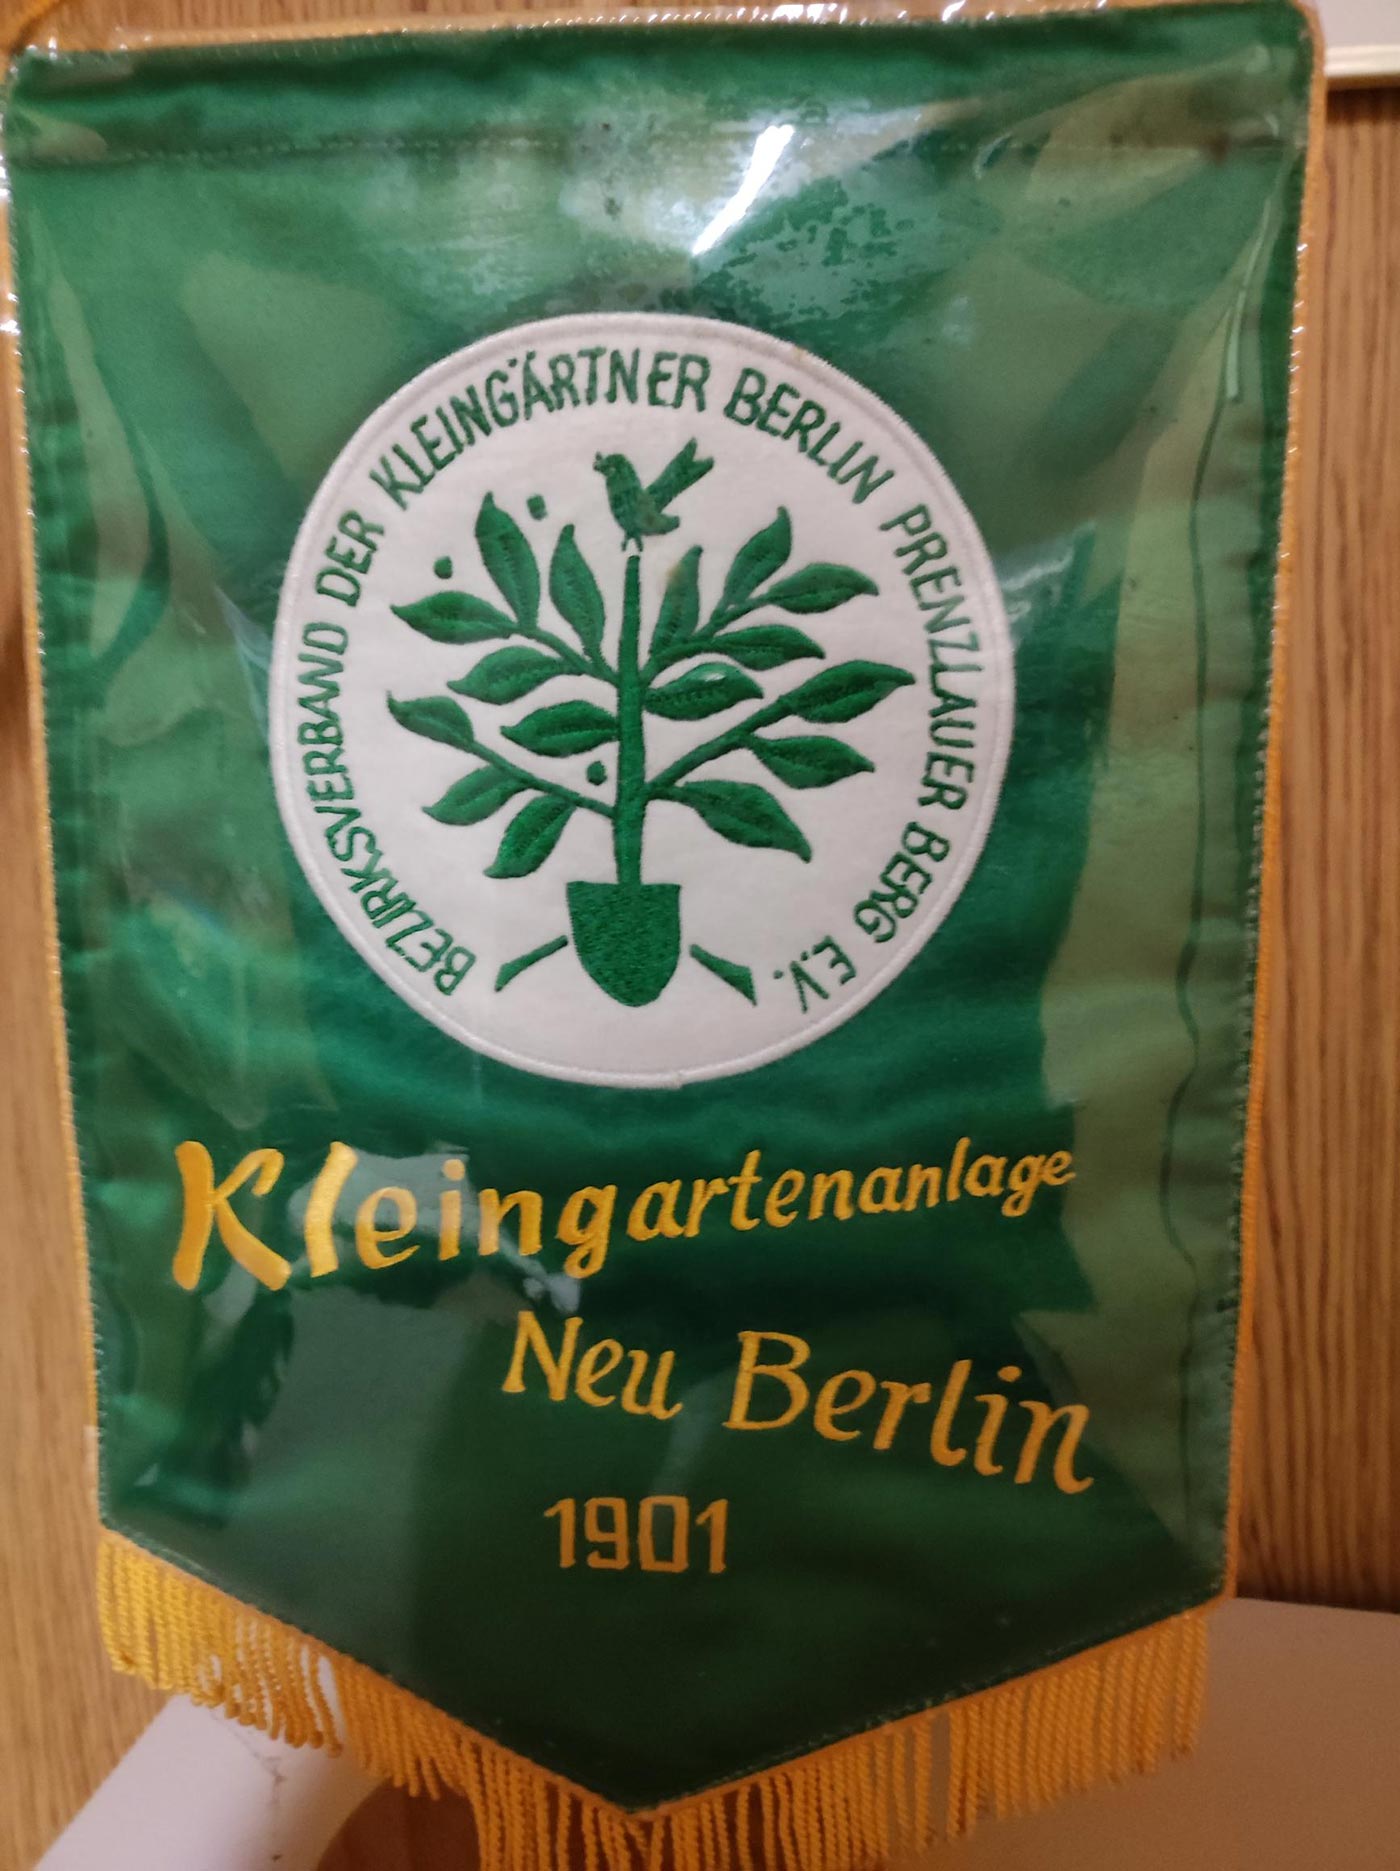 BEZIRKSVERBAND DER KLEINGÄRTNER BERLIN PRENZLAUER BERG E.V.
Kleingartenanlage
Neu Berlin
1901